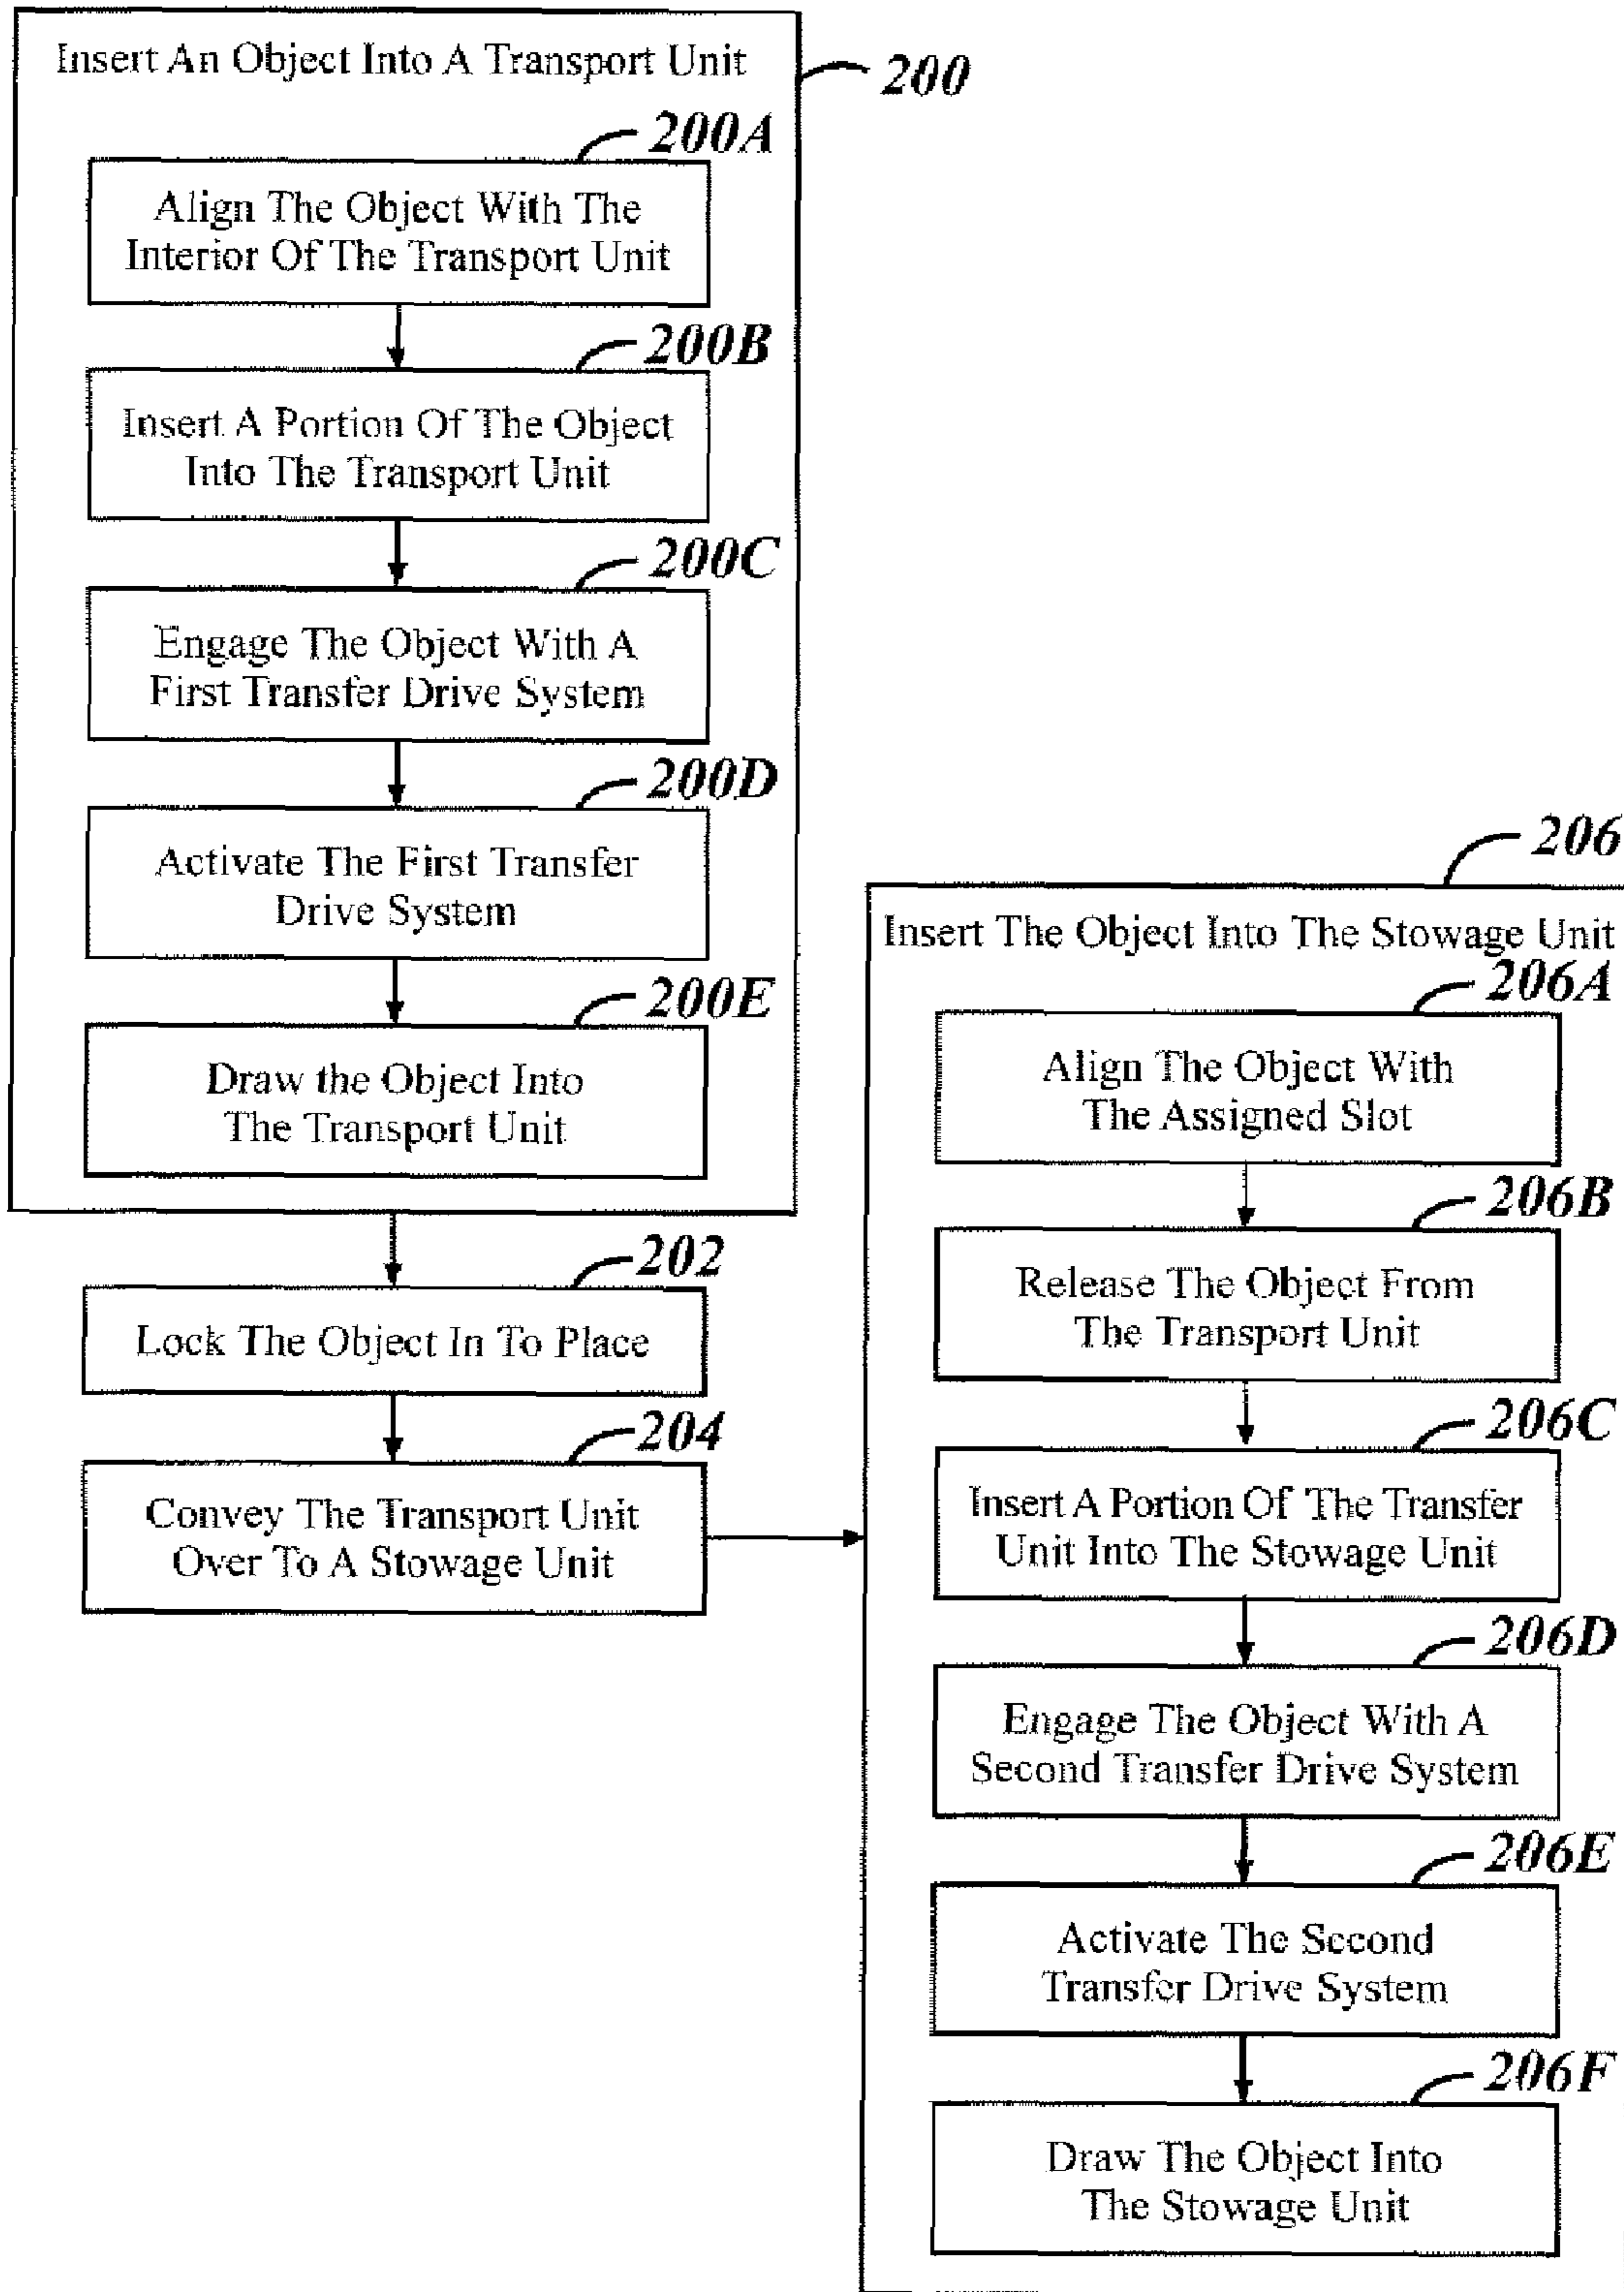 Insert An Object Into A Transport Unit
200
200A
Align The Object With The
Interior Of The Transport Unit
200B
Insert A Portion Of The Object
Into The Transport Unit
200C
Engage The Object With A
First Transfer Drive System
200D
Activate The First Transfer
Drive System
200E
Draw the Object Into
The Transport Unit
202
Lock The Object In To Place
204
Convey The Transport Unit
Over To A Stowage Unit
206
Insert The Object Into The Stowage Unit
206A
Align The Object With
The Assigned Slot
206B
Release The Object From
The Transport Unit
206C
Insert A Portion Of The Transfer
Unit Into The Stowage Unit
206D
Engage The Object With A
Second Transfer Drive System
206E
Activate The Second
Transfer Drive System
206F
Draw The Object Into
The Stowage Unit